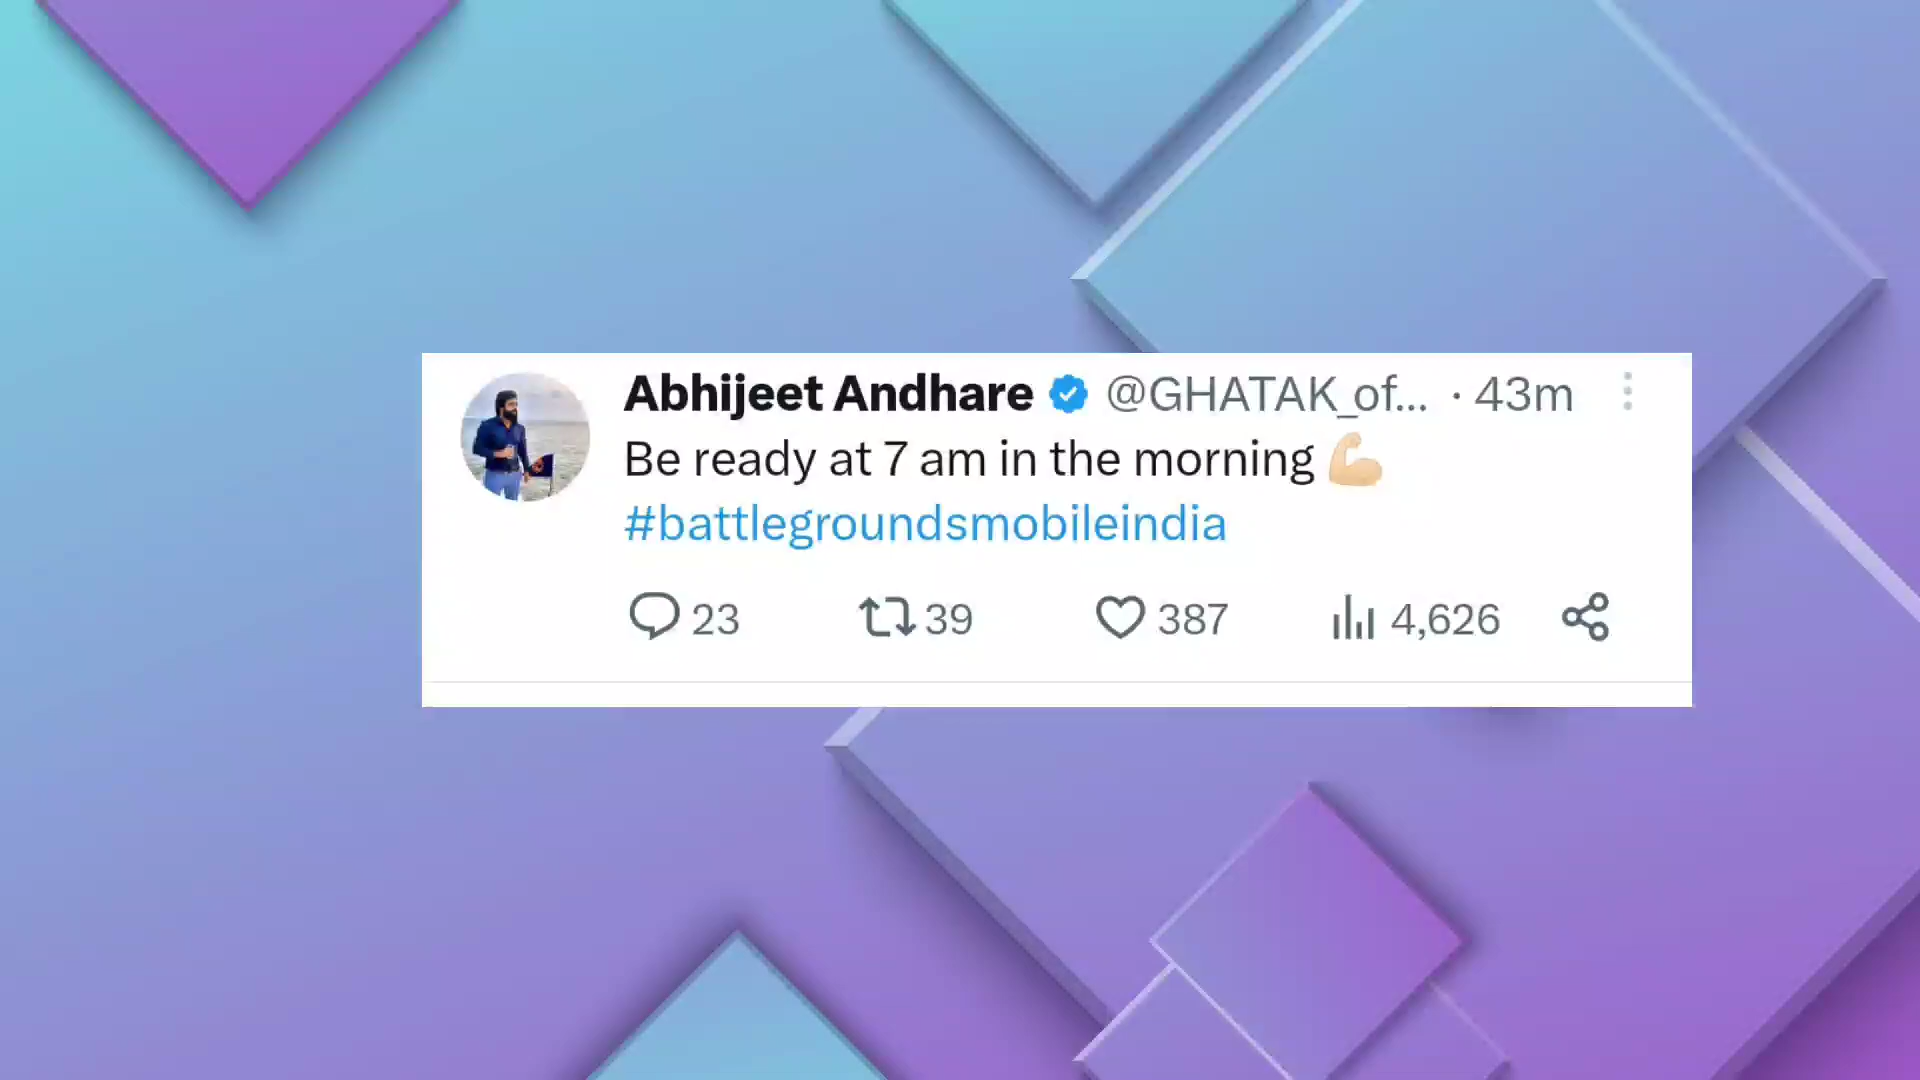 Abhijeet Andhare @GHATAK_of... · 43m
Be ready at 7 am in the morning 💪🏻
#battlegroundsmobileindia
23 39 387 4,626